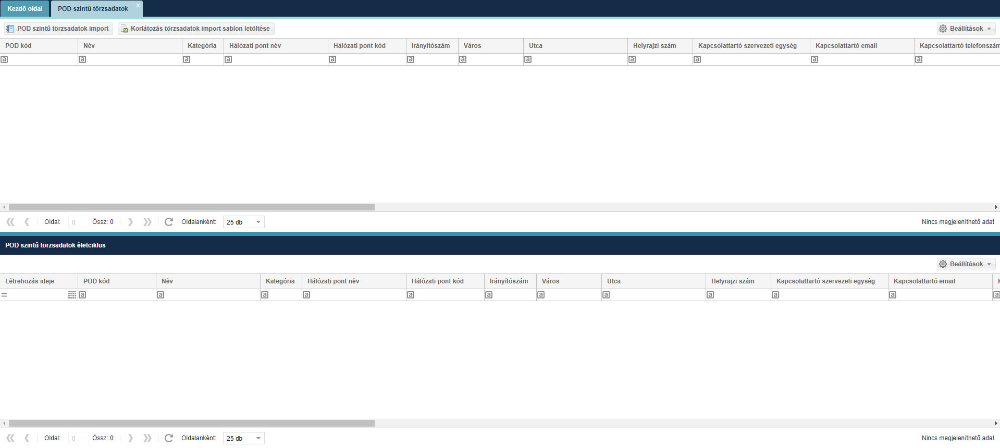 Kezdő oldal POD szintű törzsadatok
POD szintű törzsadatok import Korlátozás törzsadatok import sablon letöltése Beállítások
POD kód Név Kategória Hálózati pont név Hálózati pont kód Irányítószám Város Utca Helyrajzi szám Kapcsolattartó szervezeti egység Kapcsolattartó email Kapcsolattartó telefonszám
a a a a a a a a a a a a
Oldal: 0 Össz: 0 Oldalanként: 25 db Nincs megjeleníthető adat
POD szintű törzsadatok életciklus
Beállítások
Létrehozás ideje POD kód Név Kategória Hálózati pont név Hálózati pont kód Irányítószám Város Utca Helyrajzi szám Kapcsolattartó szervezeti egység Kapcsolattartó email
= a a a a a a a a a a a a
Oldal: 0 Össz: 0 Oldalanként: 25 db Nincs megjeleníthető adat